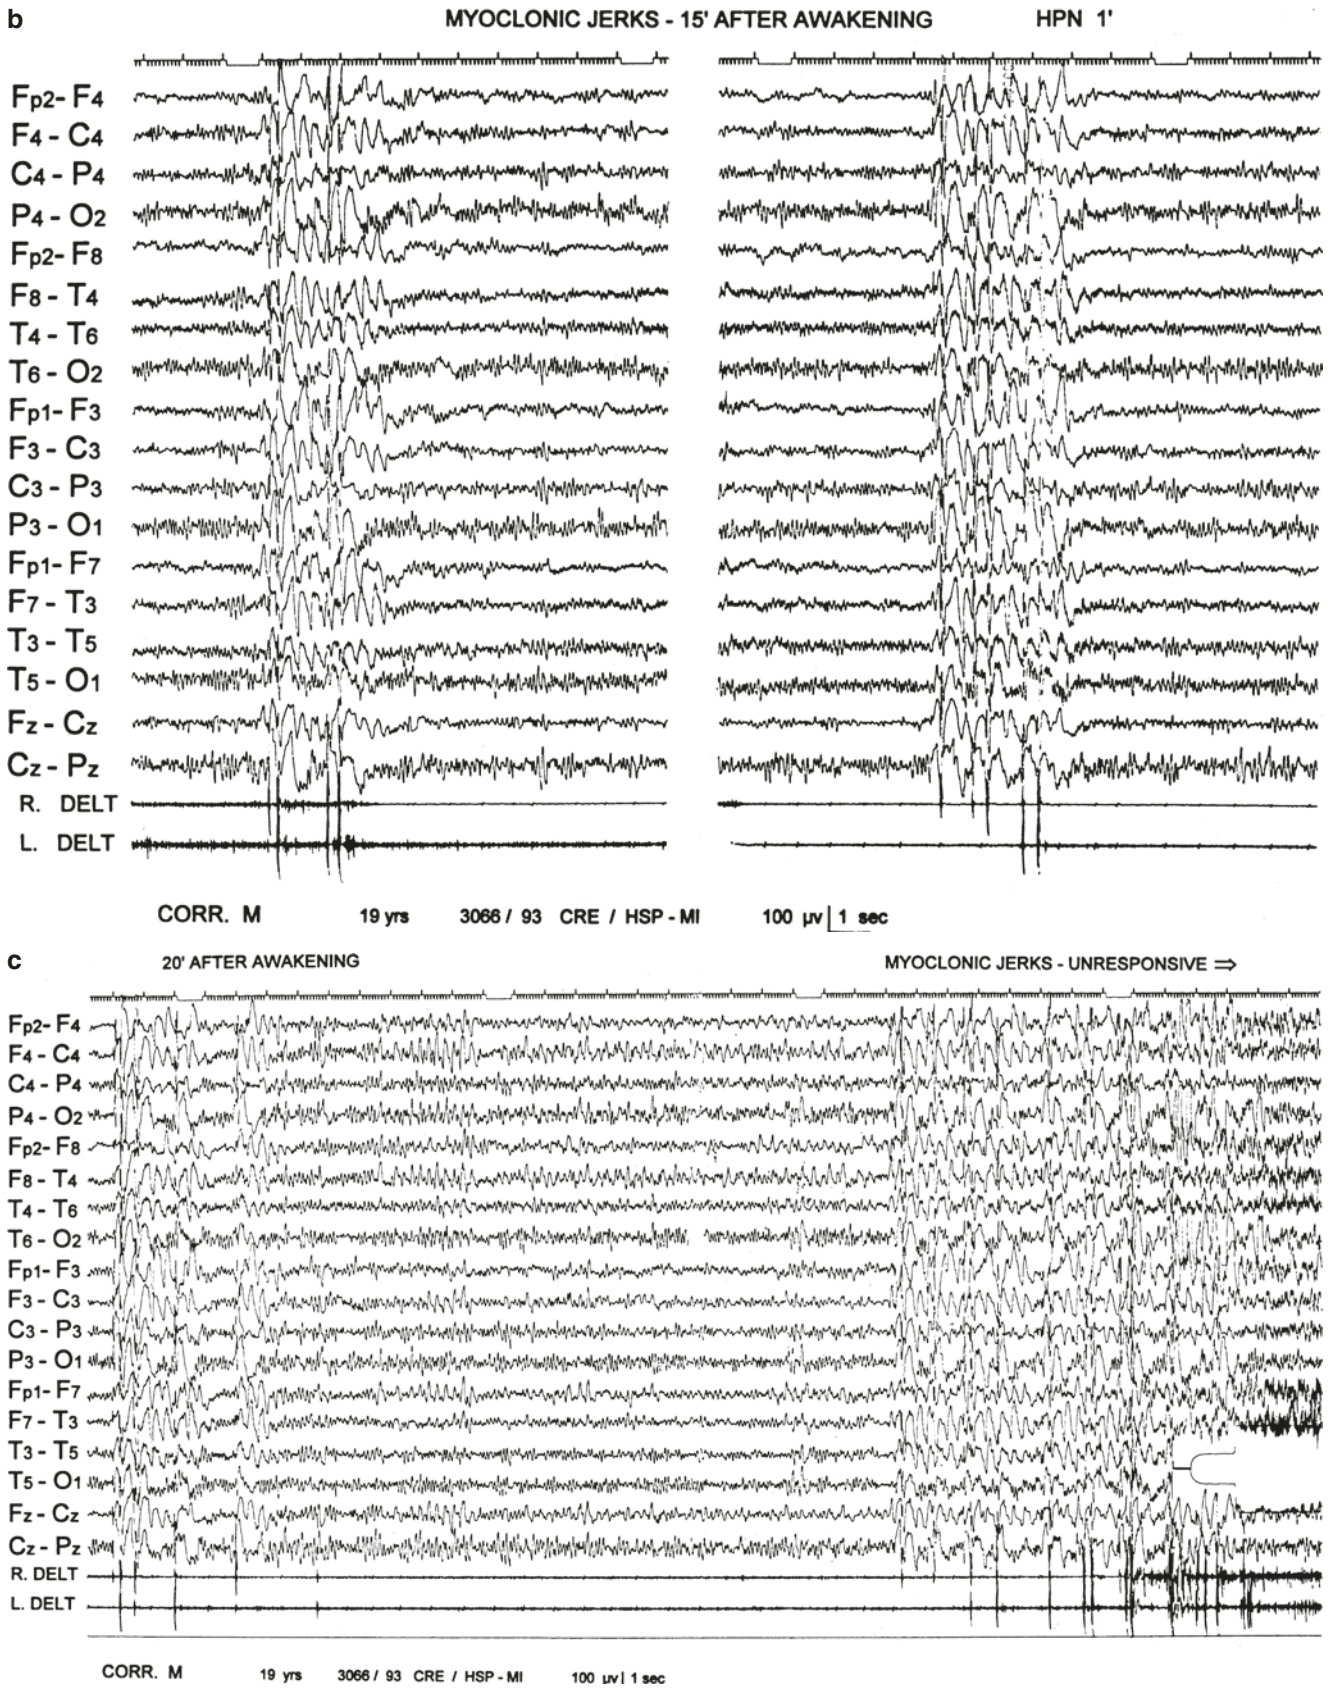 b
MYOCLONIC JERKS - 15' AFTER AWAKENING HPN 1'
Fp2- F4
F4 - C4
C4 - P4
P4 - O2
Fp2- F8
F8 - T4
T4 - T6
T6 - O2
Fp1- F3
F3 - C3
C3 - P3
P3 - O1
Fp1- F7
F7 - T3
T3 - T5
T5 - O1
Fz - Cz
Cz - Pz
R. DELT
L. DELT
CORR. M 19 yrs 3066 / 93 CRE / HSP - MI 100 μv 1 sec
c
20' AFTER AWAKENING MYOCLONIC JERKS - UNRESPONSIVE ⇒
Fp2- F4
F4 - C4
C4 - P4
P4 - O2
Fp2- F8
F8 - T4
T4 - T6
T6 - O2
Fp1- F3
F3 - C3
C3 - P3
P3 - O1
Fp1- F7
F7 - T3
T3 - T5
T5 - O1
Fz - Cz
Cz - Pz
R. DELT
L. DELT
CORR. M 19 yrs 3066 / 93 CRE / HSP - MI 100 μv 1 sec